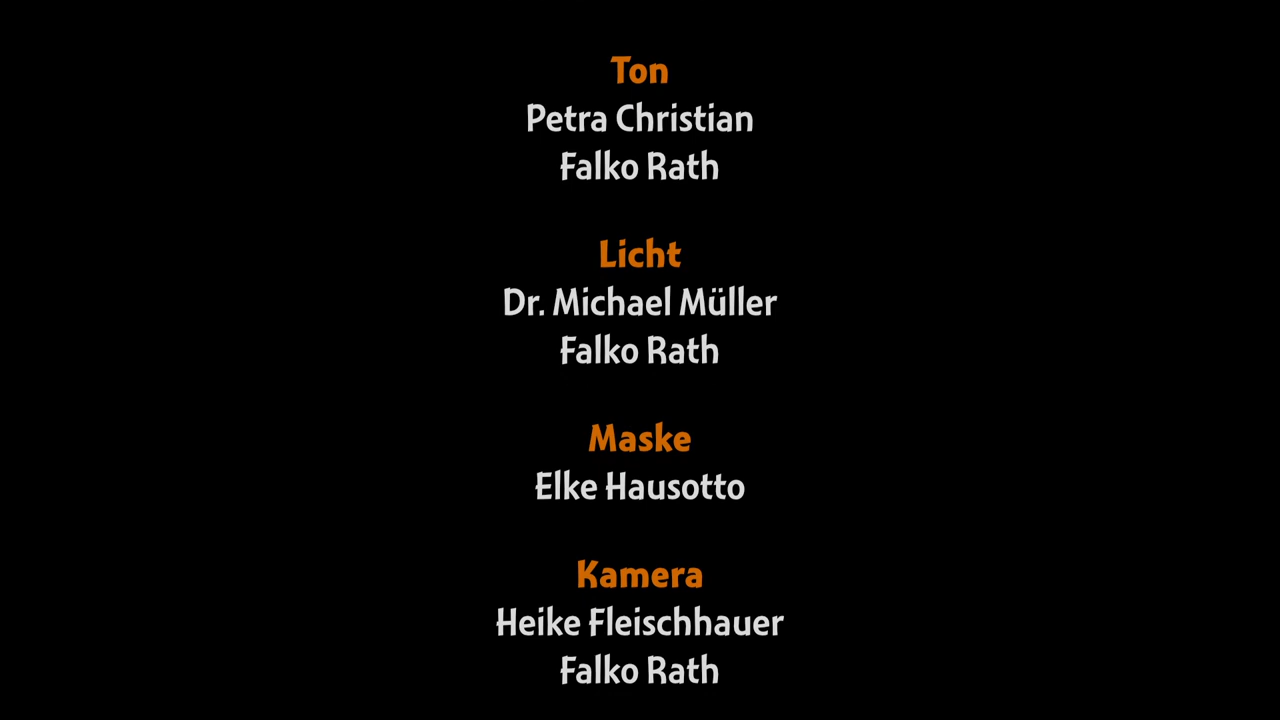 Ton
Petra Christian
Falko Rath
Licht
Dr. Michael Müller
Falko Rath
Maske
Elke Hausotto
Kamera
Heike Fleischhauer
Falko Rath